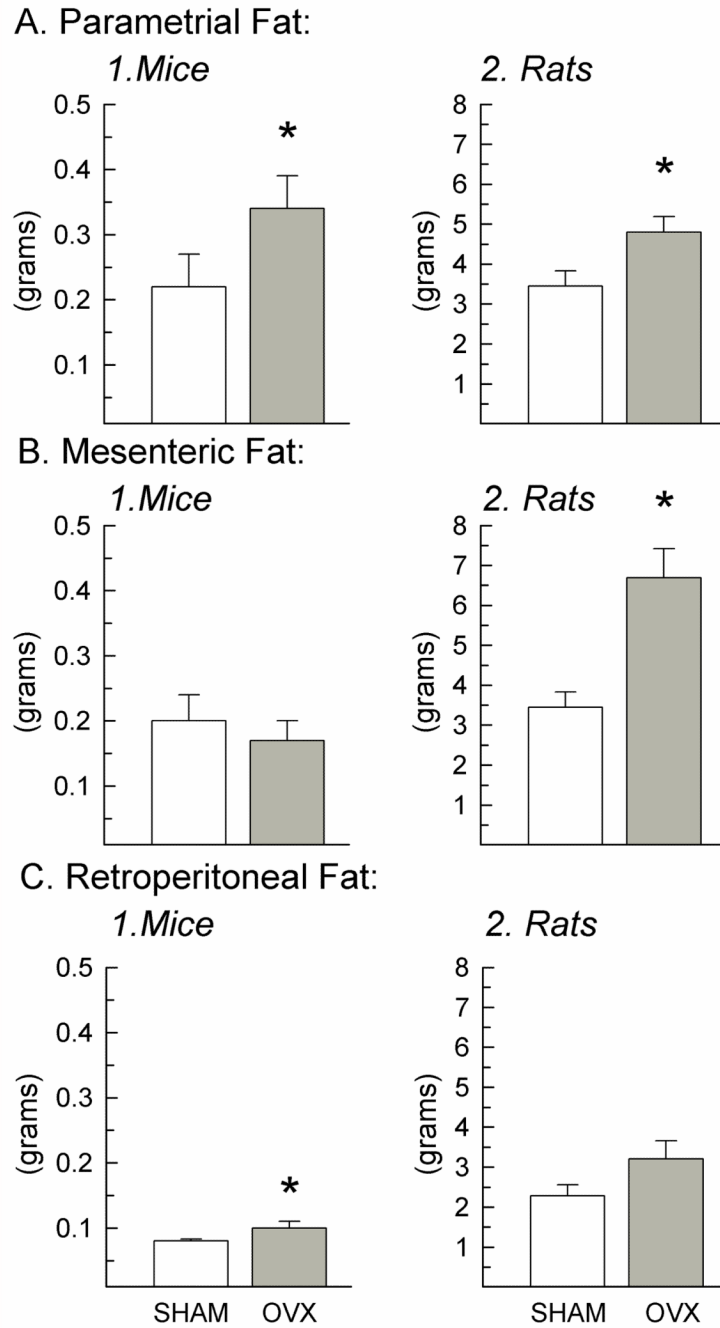 A. Parametrial Fat:
1.Mice
2. Rats
0.5
0.4
0.3
0.2
0.1
(grams)
*
8
7
6
5
4
3
2
1
(grams)
*
B. Mesenteric Fat:
1.Mice
2. Rats
0.5
0.4
0.3
0.2
0.1
(grams)
8
7
6
5
4
3
2
1
(grams)
*
C. Retroperitoneal Fat:
1.Mice
2. Rats
0.5
0.4
0.3
0.2
0.1
(grams)
*
SHAM OVX
8
7
6
5
4
3
2
1
(grams)
SHAM OVX